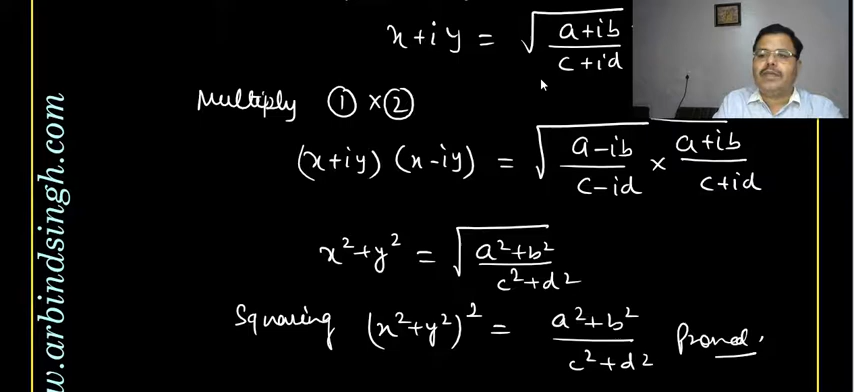 x + iy = √(a+ib / c+id)
Multiply ① × ②
(x+iy) (x-iy) = √(a-ib / c-id × a+ib / c+id)
x² + y² = √(a²+b² / c²+d²)
Squaring (x²+y²)² = a²+b² / c²+d² Proved.
www.arbindsingh.com